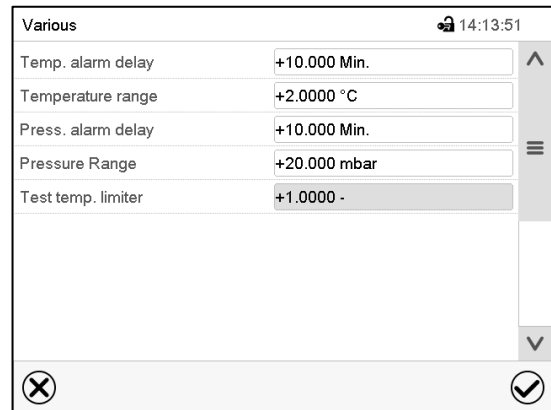 Various 14:13:51
Temp. alarm delay +10.000 Min.
Temperature range +2.0000 °C
Press. alarm delay +10.000 Min.
Pressure Range +20.000 mbar
Test temp. limiter +1.0000 -